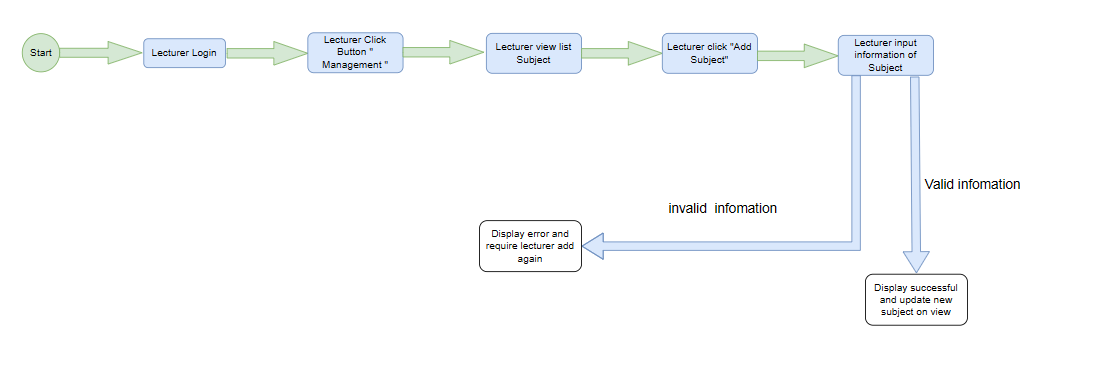 Start
Lecturer Login
Lecturer Click
Button "
Management "
Lecturer view list
Subject
Lecturer click "Add
Subject"
Lecturer input
information of
Subject
Valid infomation
invalid  infomation
Display error and
require lecturer add
again
Display successful
and update new
subject on view